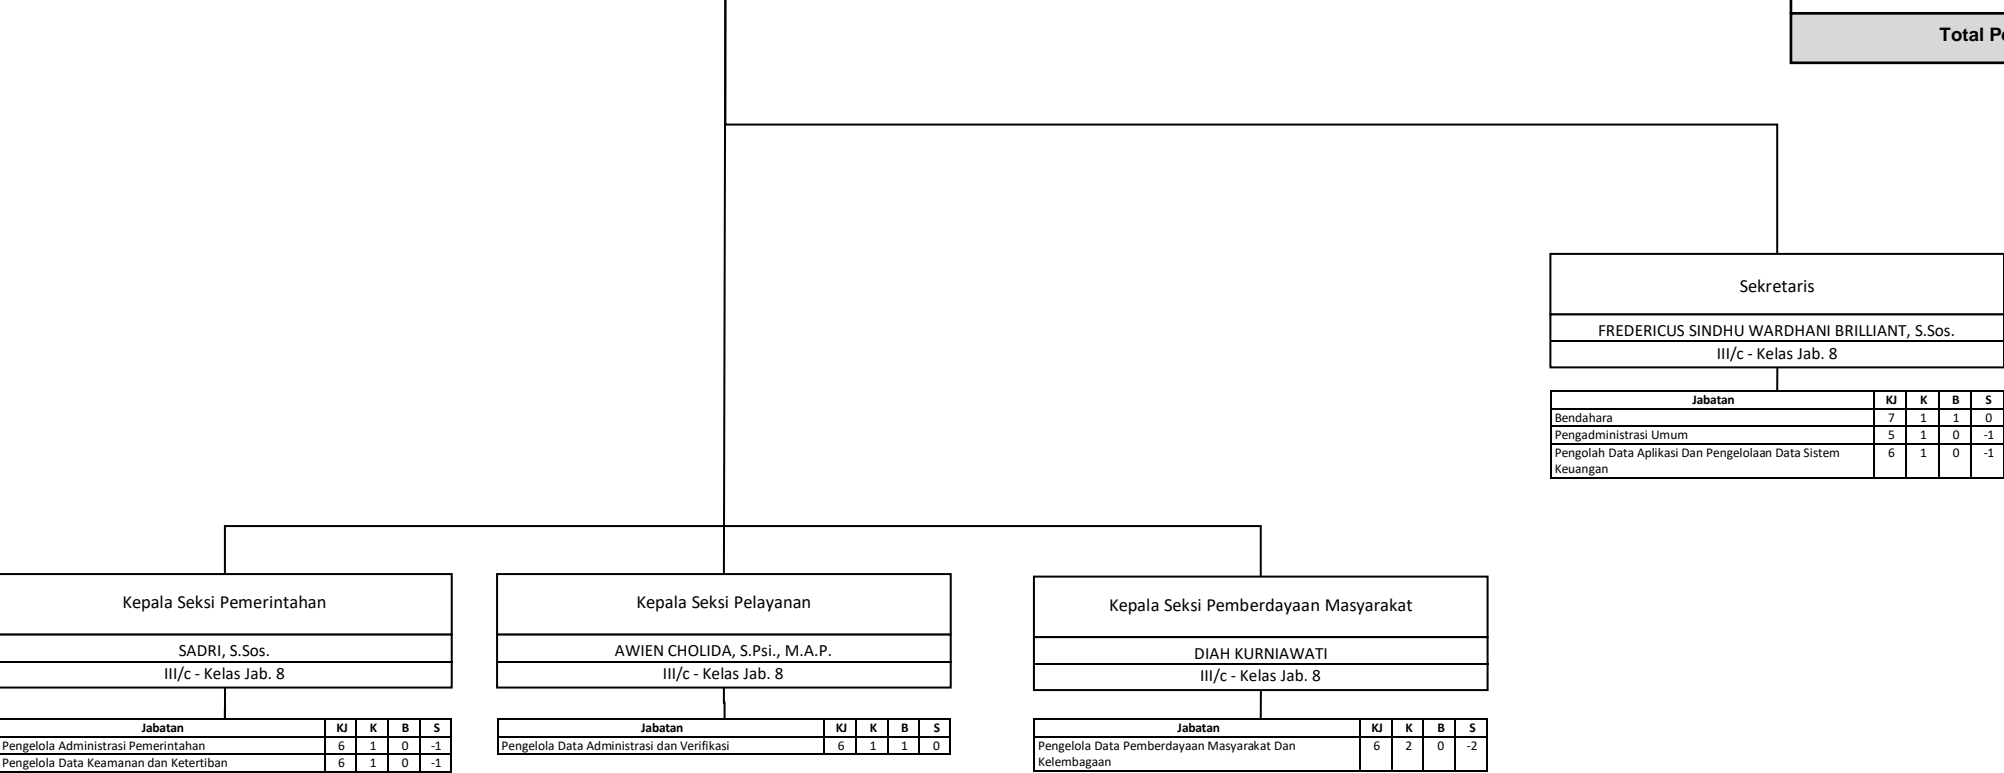 Total
Sekretaris
FREDERICUS SINDHU WARDHANI BRILLIANT, S.Sos.
III/c - Kelas Jab. 8
Jabatan KJ K B S
Bendahara 7 1 1 0
Pengadministrasi Umum 5 1 0 -1
Pengolah Data Aplikasi Dan Pengelolaan Data Sistem 6 1 0 -1
Keuangan
Kepala Seksi Pemerintahan
SADRI, S.Sos.
III/c - Kelas Jab. 8
Jabatan KJ K B S
Pengelola Administrasi Pemerintahan 6 1 0 -1
Pengelola Data Keamanan dan Ketertiban 6 1 0 -1
Kepala Seksi Pelayanan
AWIEN CHOLIDA, S.Psi., M.A.P.
III/c - Kelas Jab. 8
Jabatan KJ K B S
Pengelola Data Administrasi dan Verifikasi 6 1 1 0
Kepala Seksi Pemberdayaan Masyarakat
DIAH KURNIAWATI
III/c - Kelas Jab. 8
Jabatan KJ K B S
Pengelola Data Pemberdayaan Masyarakat Dan 6 2 0 -2
Kelembagaan